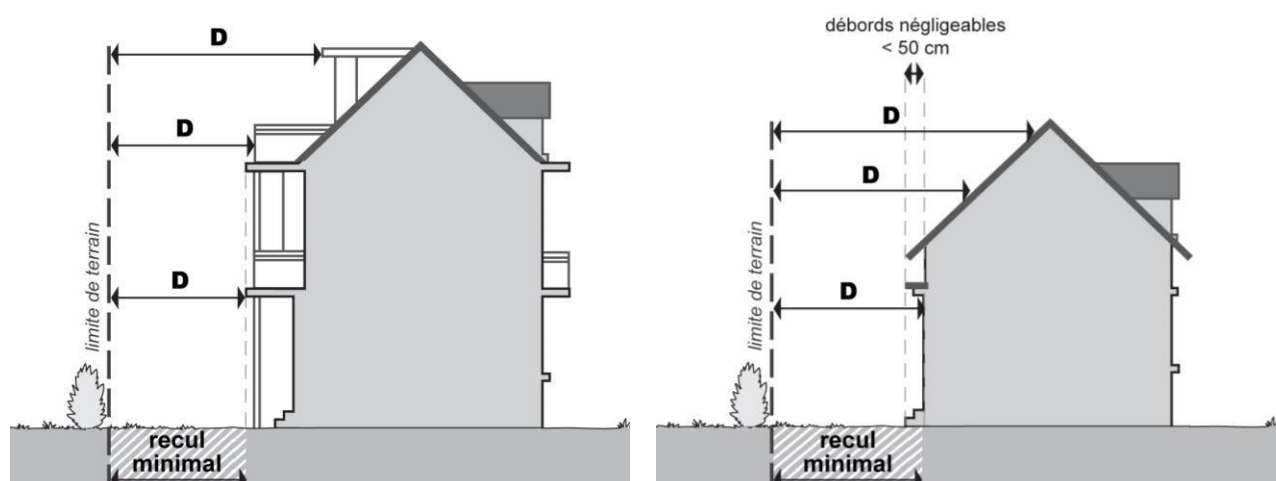 D
D
D
limite de terrain
recul
minimal
débords négligeables
< 50 cm
D
D
D
limite de terrain
recul
minimal